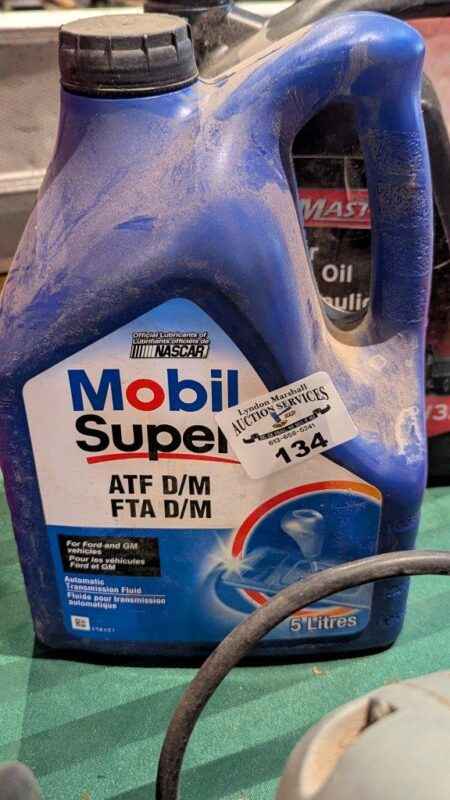 Official Lubricants of
Lubrifiants officiels de
NASCAR
Mobil
Super
ATF D/M
FTA D/M
For Ford and GM
vehicles
Pour les véhicules
Ford et GM
Automatic
Transmission Fluid
Fluide pour transmission
automatique
5 Litres
Lyndon Marshall
AUCTION SERVICES
134
MAST
Oil
aulic
3